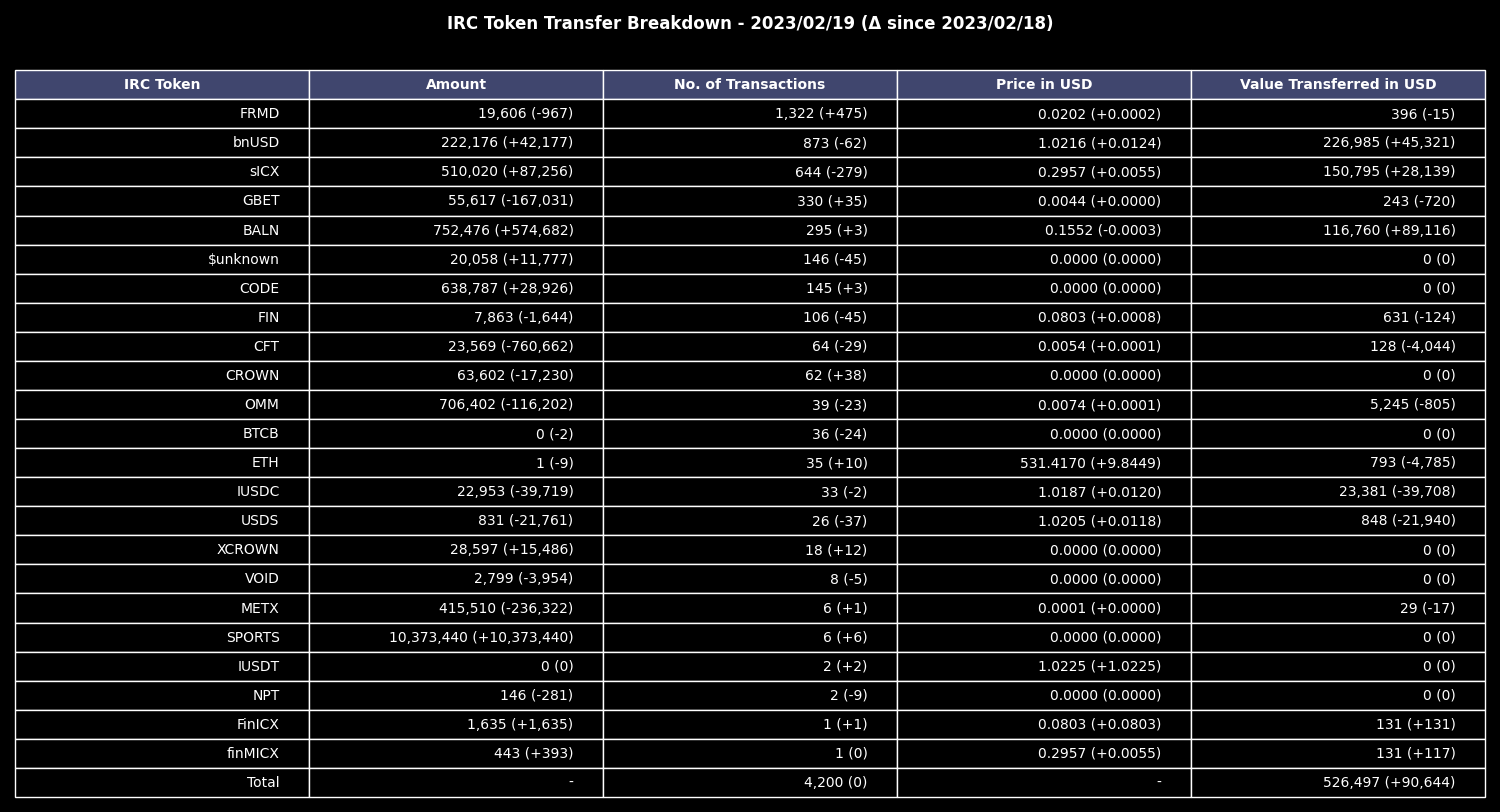 IRC Token Transfer Breakdown - 2023/02/19 (Δ since 2023/02/18)
IRC Token Amount No. of Transactions Price in USD Value Transferred in USD
FRMD 19,606 (-967) 1,322 (+475) 0.0202 (+0.0002) 396 (-15)
bnUSD 222,176 (+42,177) 873 (-62) 1.0216 (+0.0124) 226,985 (+45,321)
sICX 510,020 (+87,256) 644 (-279) 0.2957 (+0.0055) 150,795 (+28,139)
GBET 55,617 (-167,031) 330 (+35) 0.0044 (+0.0000) 243 (-720)
BALN 752,476 (+574,682) 295 (+3) 0.1552 (-0.0003) 116,760 (+89,116)
$unknown 20,058 (+11,777) 146 (-45) 0.0000 (0.0000) 0 (0)
CODE 638,787 (+28,926) 145 (+3) 0.0000 (0.0000) 0 (0)
FIN 7,863 (-1,644) 106 (-45) 0.0803 (+0.0008) 631 (-124)
CFT 23,569 (-760,662) 64 (-29) 0.0054 (+0.0001) 128 (-4,044)
CROWN 63,602 (-17,230) 62 (+38) 0.0000 (0.0000) 0 (0)
OMM 706,402 (-116,202) 39 (-23) 0.0074 (+0.0001) 5,245 (-805)
BTCB 0 (-2) 36 (-24) 0.0000 (0.0000) 0 (0)
ETH 1 (-9) 35 (+10) 531.4170 (+9.8449) 793 (-4,785)
IUSDC 22,953 (-39,719) 33 (-2) 1.0187 (+0.0120) 23,381 (-39,708)
USDS 831 (-21,761) 26 (-37) 1.0205 (+0.0118) 848 (-21,940)
XCROWN 28,597 (+15,486) 18 (+12) 0.0000 (0.0000) 0 (0)
VOID 2,799 (-3,954) 8 (-5) 0.0000 (0.0000) 0 (0)
METX 415,510 (-236,322) 6 (+1) 0.0001 (+0.0000) 29 (-17)
SPORTS 10,373,440 (+10,373,440) 6 (+6) 0.0000 (0.0000) 0 (0)
IUSDT 0 (0) 2 (+2) 1.0225 (+1.0225) 0 (0)
NPT 146 (-281) 2 (-9) 0.0000 (0.0000) 0 (0)
FinICX 1,635 (+1,635) 1 (+1) 0.0803 (+0.0803) 131 (+131)
finMICX 443 (+393) 1 (0) 0.2957 (+0.0055) 131 (+117)
Total - 4,200 (0) - 526,497 (+90,644)